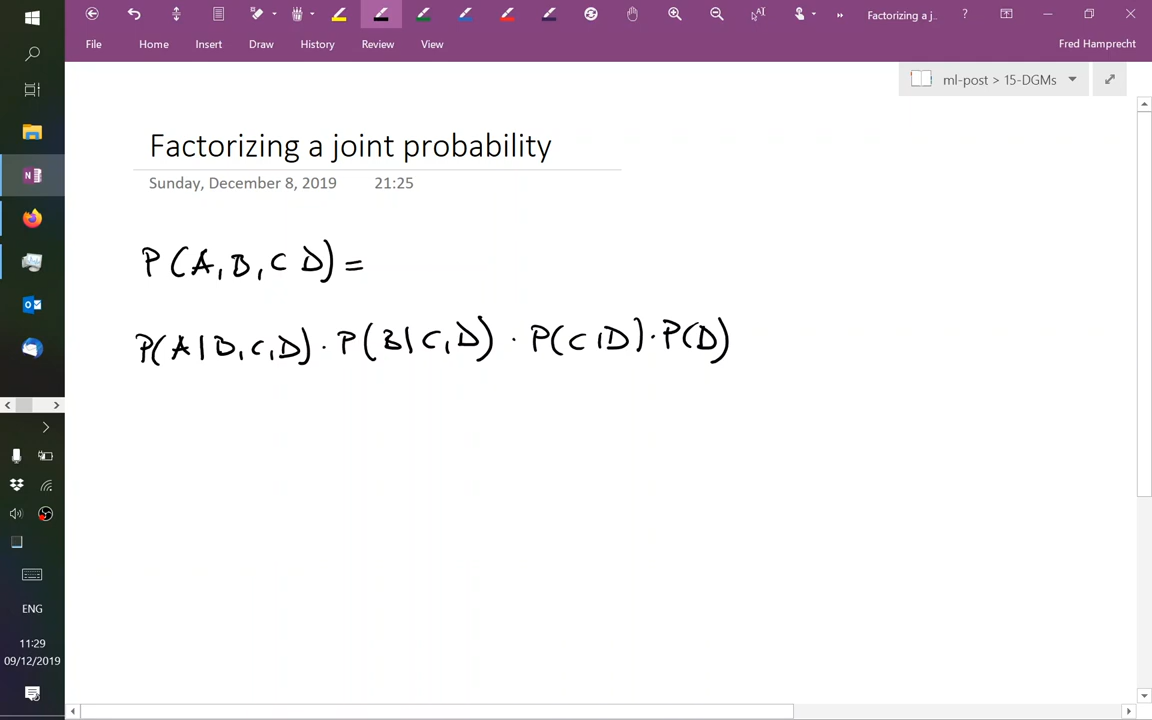 Factorizing a j..
?
File
Home
Insert
Draw
History
Review
View
Fred Hamprecht
ml-post > 15-DGMs
Factorizing a joint probability
Sunday, December 8, 2019 21:25
P(A,B,C D) =
P(A|B,C,D) · P(B|C,D) · P(C|D) · P(D)
ENG
11:29
09/12/2019